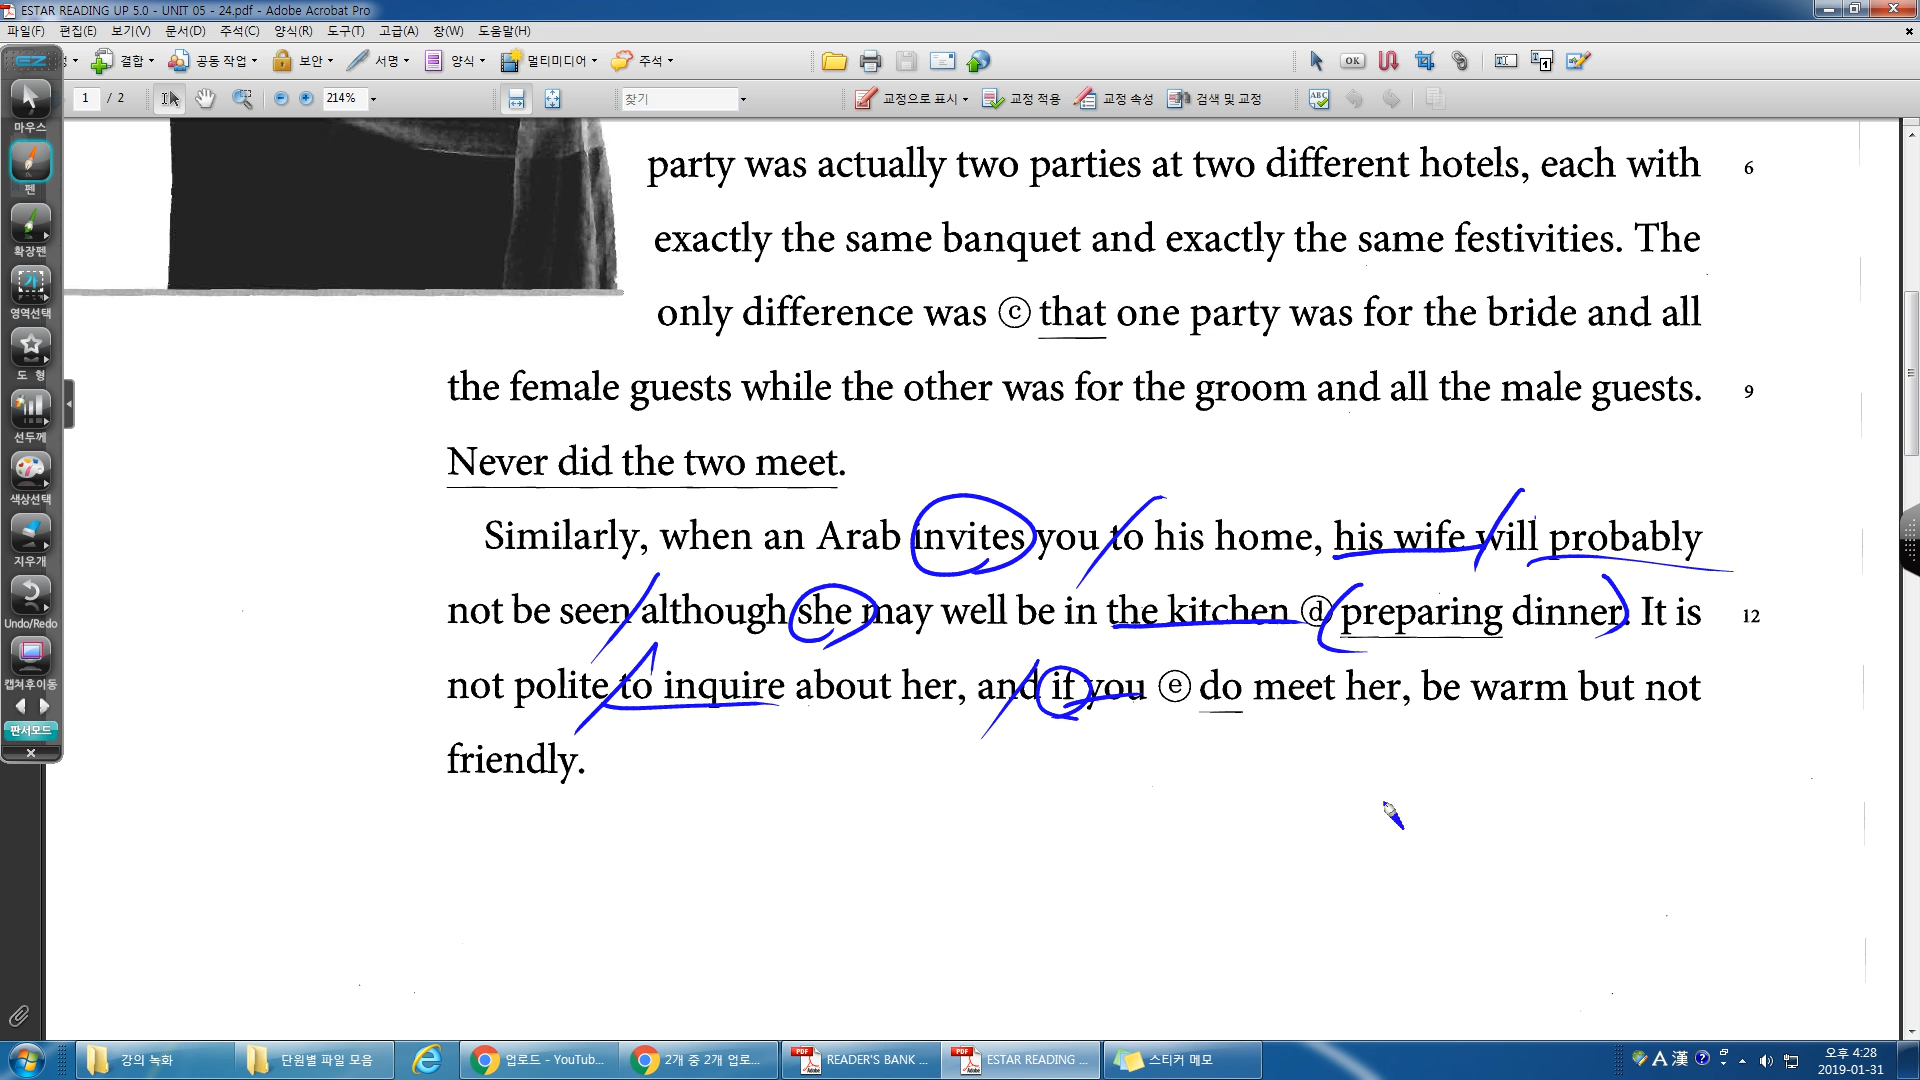 ESTAR READING UP 5.0 - UNIT 05 - 24.pdf - Adobe Acrobat Pro
파일(F) 편집(E) 보기(V) 문서(D) 주석(C) 양식(R) 도구(T) 고급(A) 창(W) 도움말(H)
결합 공동 작업 보안 서명 양식 멀티미디어 주석 OK
1 / 2 214% 찾기 교정으로 표시 교정 적용 교정 속성 검색 및 교정
마우스
펜
확장펜
영역선택
도 형
선두께
색상선택
지우개
Undo/Redo
캡쳐후이동
판서모드
party was actually two parties at two different hotels, each with 6
exactly the same banquet and exactly the same festivities. The
only difference was ⓒ that one party was for the bride and all
the female guests while the other was for the groom and all the male guests. 9
Never did the two meet.
Similarly, when an Arab invites you to his home, his wife will probably
not be seen although she may well be in the kitchen ⓓ preparing dinner. It is 12
not polite to inquire about her, and if you ⓔ do meet her, be warm but not
friendly.
강의 녹화 단원별 파일 모음 업로드 - YouTub... 2개 중 2개 업로... READER'S BANK ... ESTAR READING ... 스티커 메모 A 漢
오후 4:28
2019-01-31